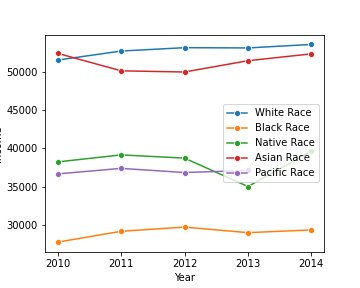 50000
45000
40000
35000
30000
2010 2011 2012 2013 2014
Year
White Race
Black Race
Native Race
Asian Race
Pacific Race